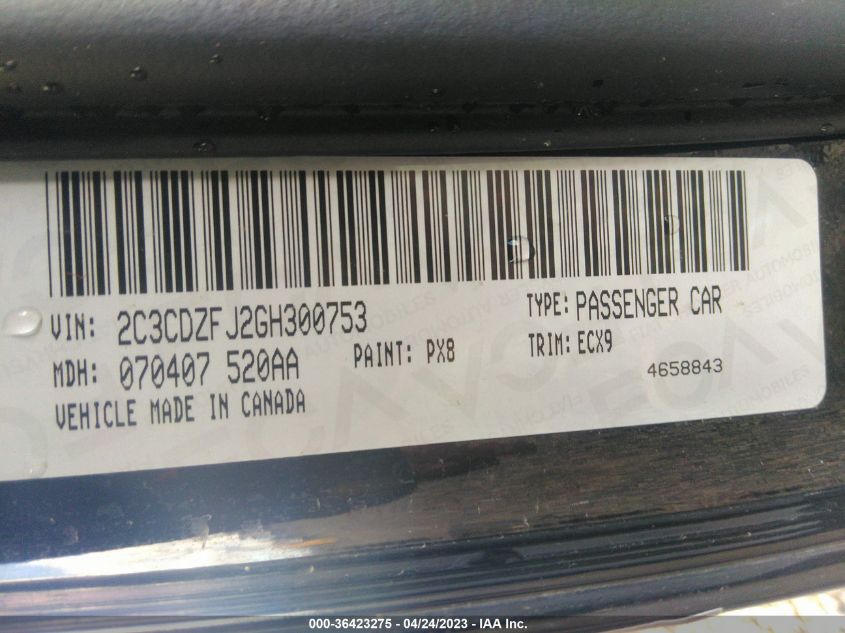 VIN: 2C3CDZFJ2GH300753
TYPE: PASSENGER CAR
MDH: 070407 520AA
PAINT: PX8
TRIM: ECX9
4658843
VEHICLE MADE IN CANADA
000-36423275 - 04/24/2023 - IAA Inc.